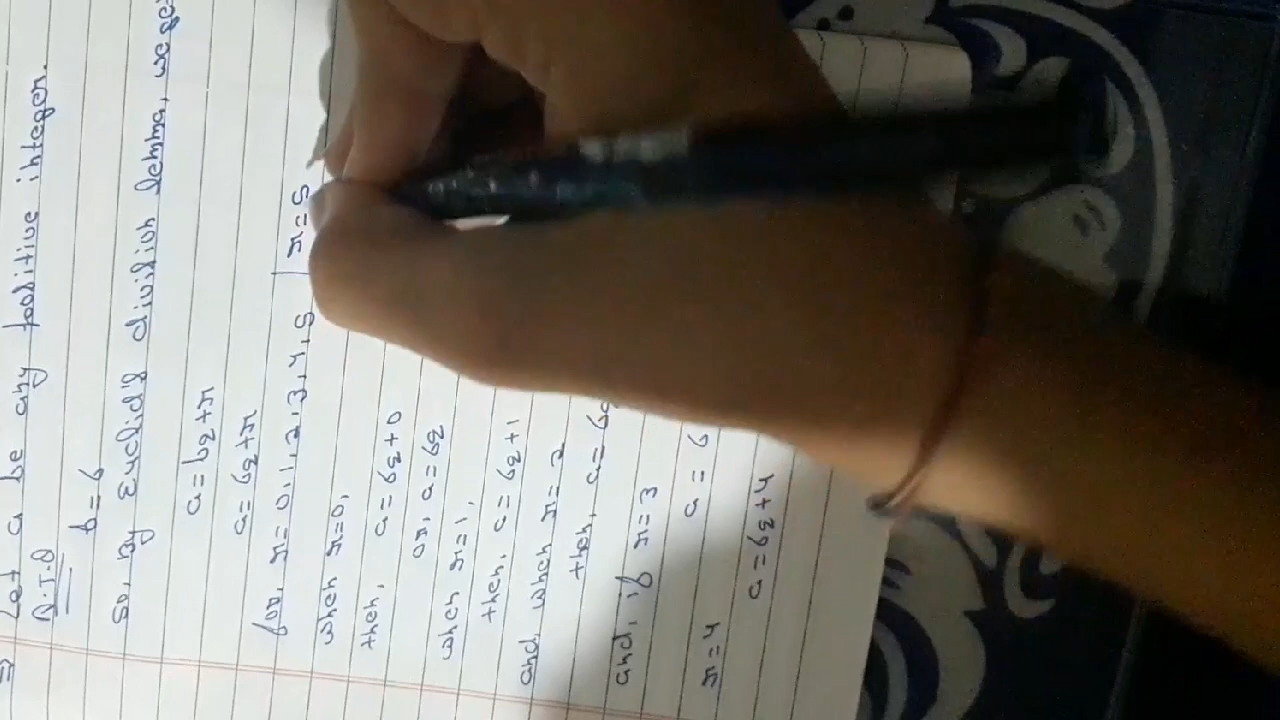 => Let a be any positive integer.
A.T.Q
b = 6
So, By Euclid's division lemma, we get
a = bq + r
a = 6q + r
for, r = 0, 1, 2, 3, 4, 5
when r = 0,
then, a = 6q + 0
or, a = 6q
when r = 1,
then, a = 6q + 1
and when r = 2
then, a = 6q
and, if r = 3
a = 6
r = 4
a = 6q + 4
r = 5